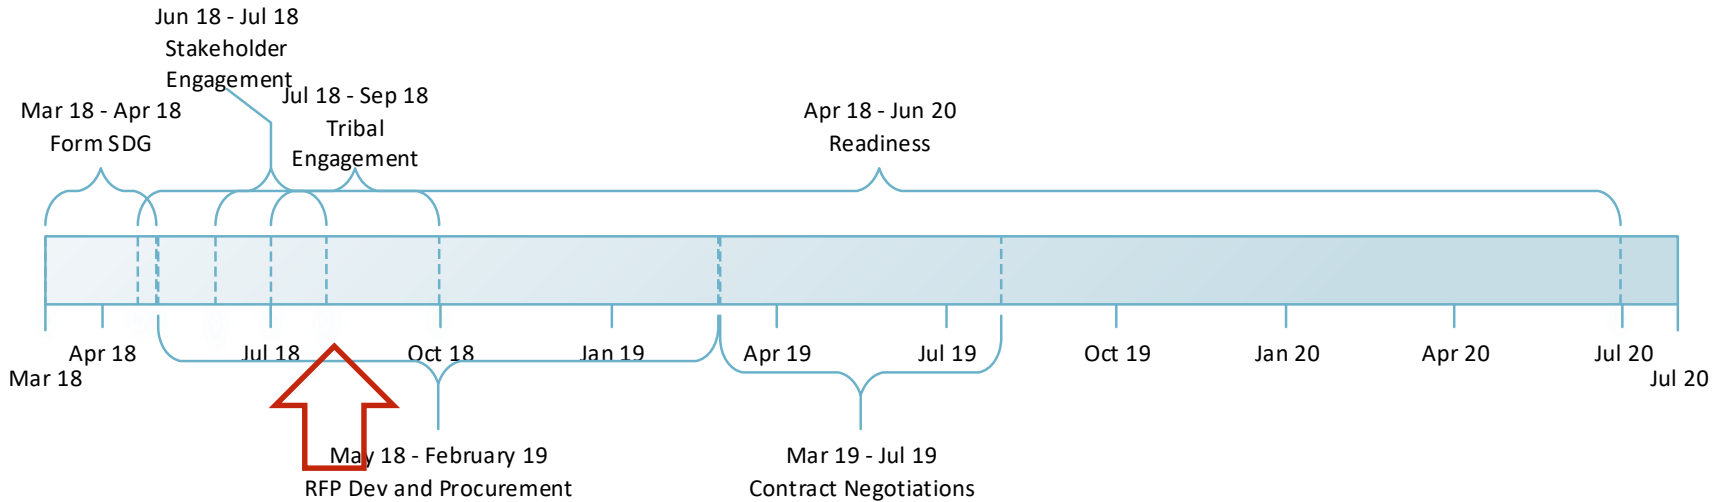 Jun 18 - Jul 18
Stakeholder
Engagement
Jul 18 - Sep 18
Tribal
Engagement
Mar 18 - Apr 18
Form SDG
Apr 18 - Jun 20
Readiness
Apr 18
Jul 18
Oct 18
Jan 19
Apr 19
Jul 19
Oct 19
Jan 20
Apr 20
Jul 20
Mar 18
Jul 20
May 18 - February 19
RFP Dev and Procurement
Mar 19 - Jul 19
Contract Negotiations